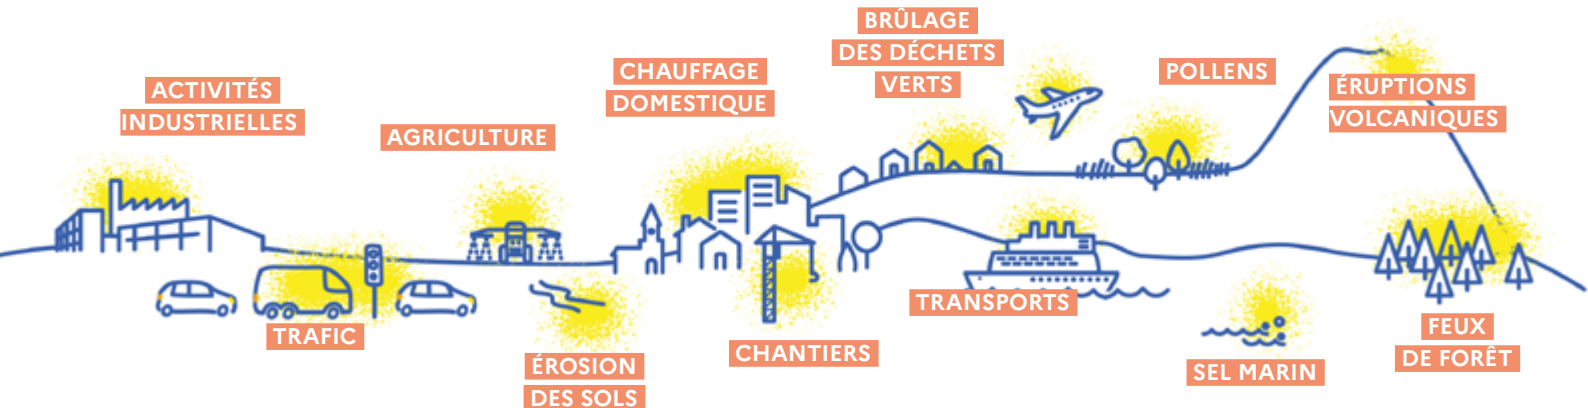 ACTIVITÉS
INDUSTRIELLES
AGRICULTURE
CHAUFFAGE
DOMESTIQUE
BRÛLAGE
DES DÉCHETS
VERTS
POLLENS
ÉRUPTIONS
VOLCANIQUES
TRAFIC
ÉROSION
DES SOLS
CHANTIERS
TRANSPORTS
SEL MARIN
FEUX
DE FORÊT